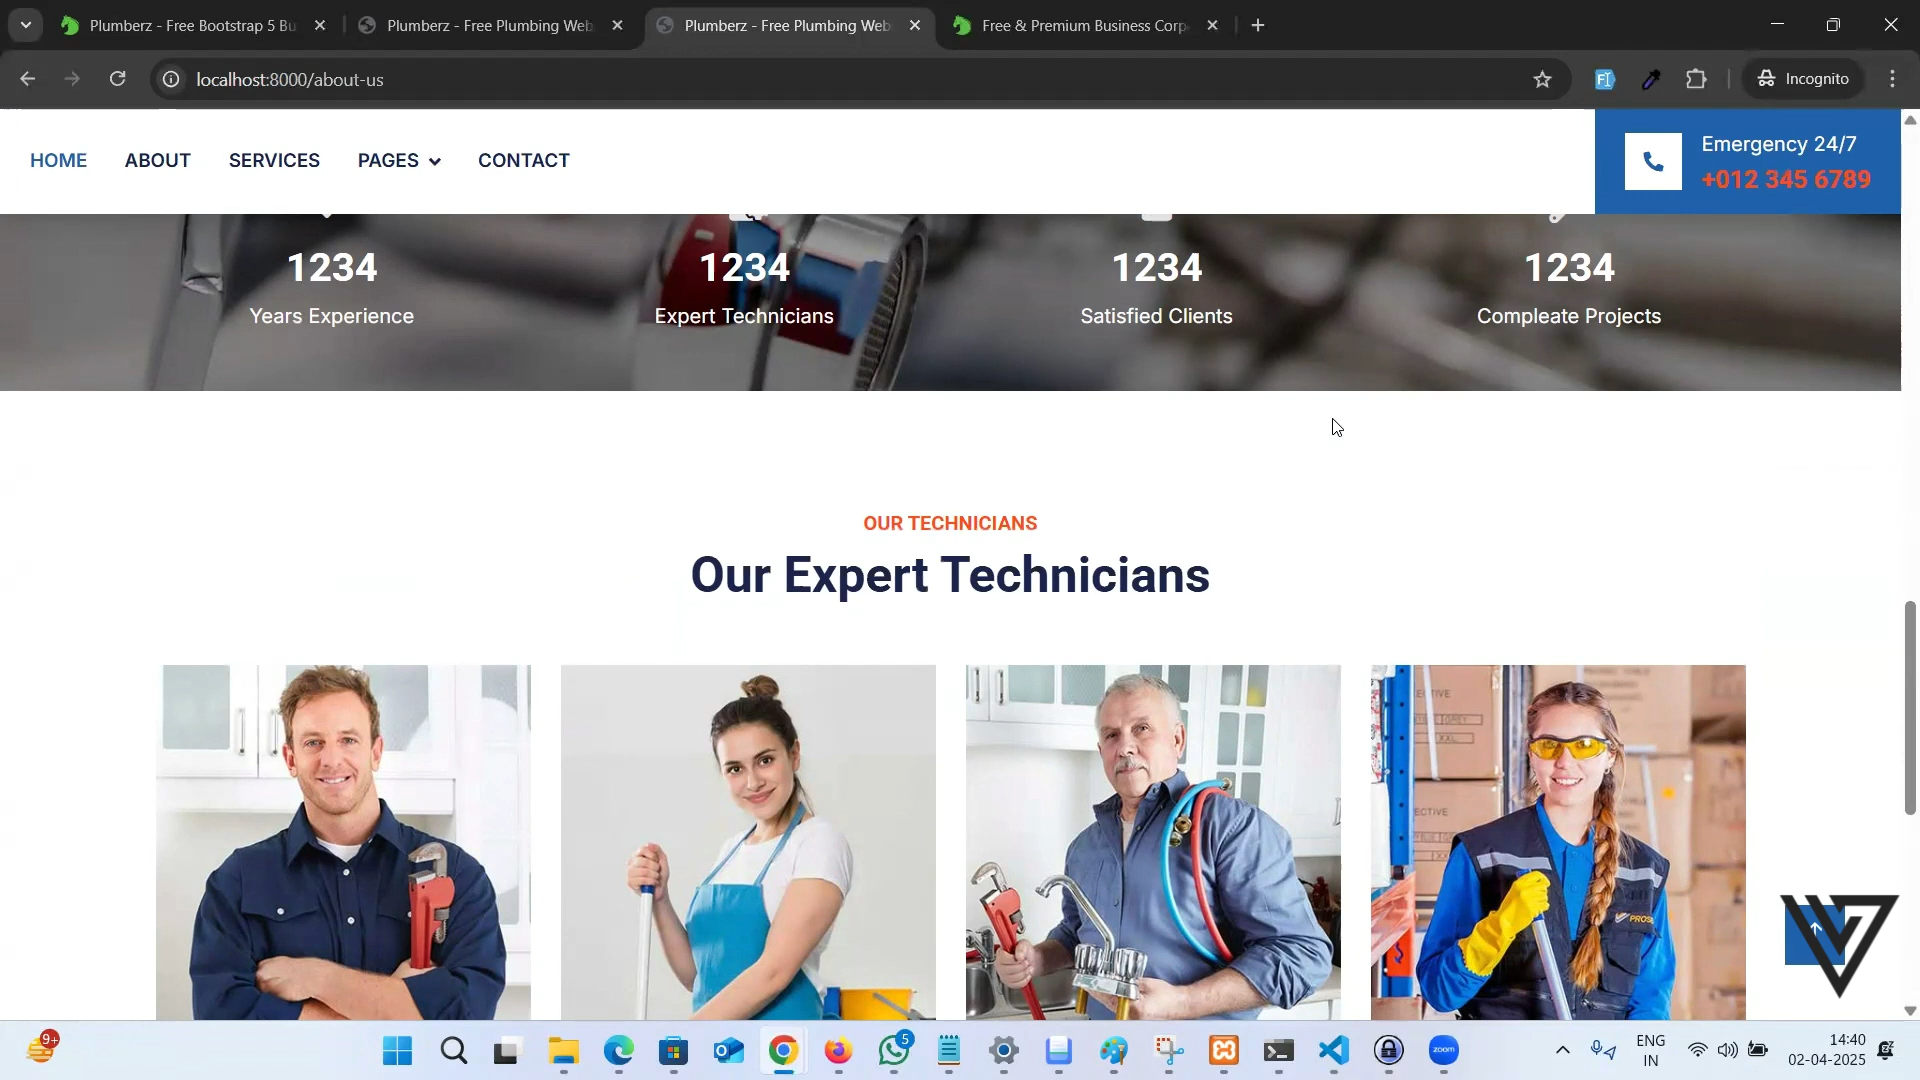 Plumberz - Free Bootstrap 5 Bu
Plumberz - Free Plumbing Web
Plumberz - Free Plumbing Web
Free & Premium Business Corp
localhost:8000/about-us
Incognito
HOME
ABOUT
SERVICES
PAGES
CONTACT
Emergency 24/7
+012 345 6789
1234
Years Experience
1234
Expert Technicians
1234
Satisfied Clients
1234
Compleate Projects
OUR TECHNICIANS
Our Expert Technicians
9+
5
zoom
ENG
IN
14:40
02-04-2025